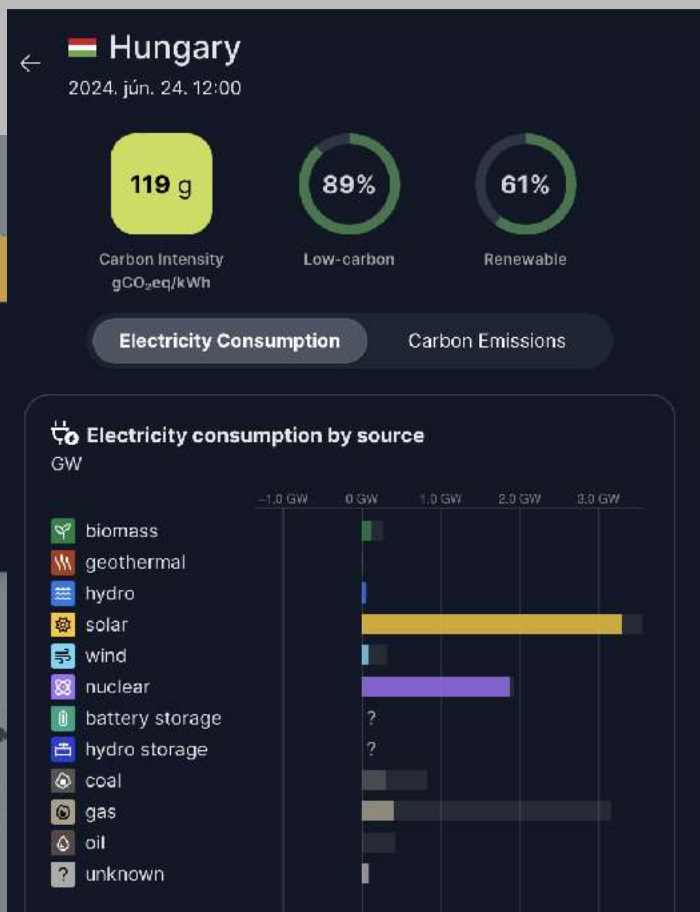 Hungary
2024. jún. 24. 12:00
119 g
89%
61%
Carbon Intensity
gCO₂eq/kWh
Low-carbon
Renewable
Electricity Consumption
Carbon Emissions
Electricity consumption by source
GW
−1.0 GW
0 GW
1.0 GW
2.0 GW
3.0 GW
biomass
geothermal
hydro
solar
wind
nuclear
battery storage ?
hydro storage ?
coal
gas
oil
? unknown